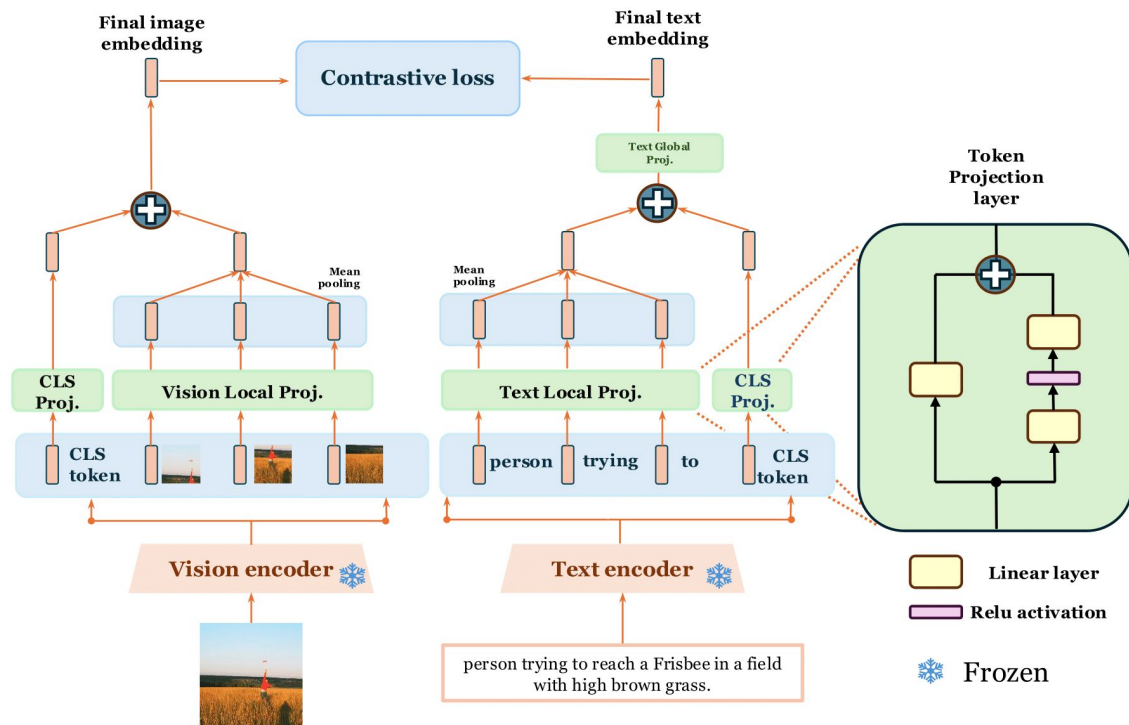 Final image
embedding
Final text
embedding
Contrastive loss
Text Global
Proj.
Token
Projection
layer
Mean
pooling
Mean
pooling
CLS
Proj.
Vision Local Proj.
Text Local Proj.
CLS
Proj.
CLS
token
person
trying
to
CLS
token
Vision encoder
Text encoder
Linear layer
Relu activation
Frozen
person trying to reach a Frisbee in a field
with high brown grass.